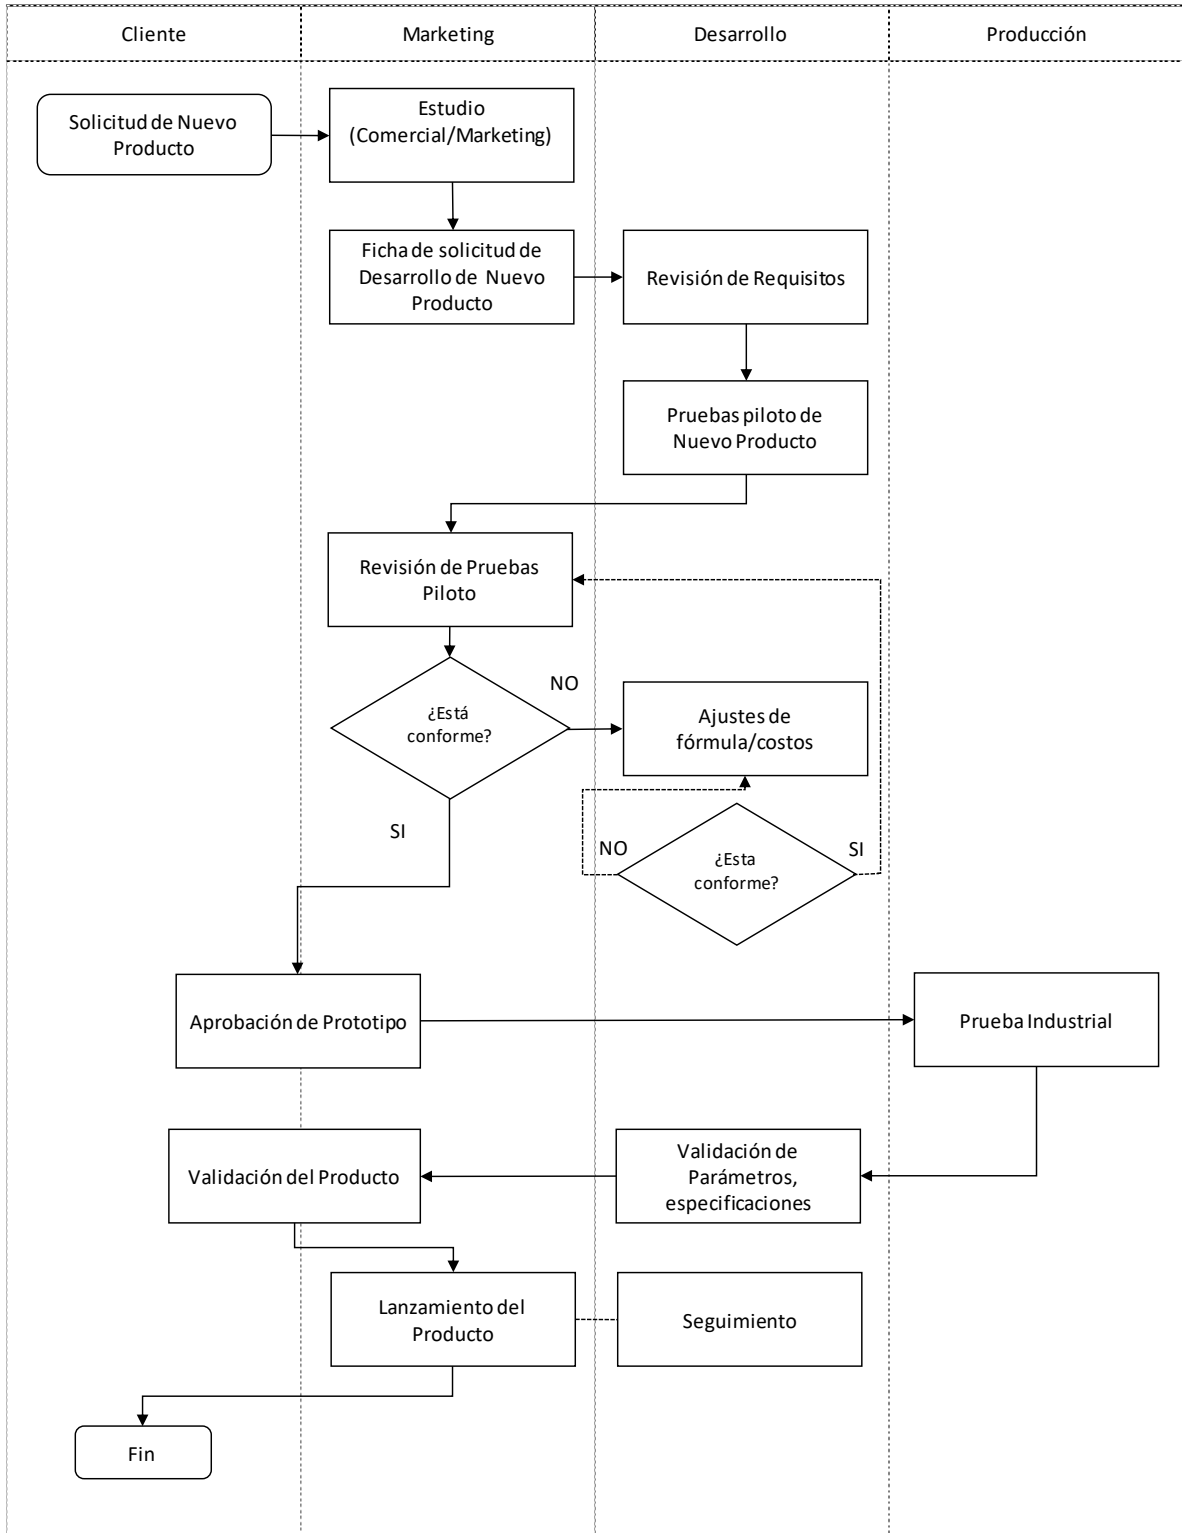 Cliente
Marketing
Desarrollo
Producción
Solicitud de Nuevo
Producto
Estudio
(Comercial/Marketing)
Ficha de solicitud de
Desarrollo de Nuevo
Producto
Revisión de Requisitos
Pruebas piloto de
Nuevo Producto
Revisión de Pruebas
Piloto
¿Está
conforme?
NO
Ajustes de
fórmula/costos
SI
NO
¿Esta
conforme?
SI
Aprobación de Prototipo
Prueba Industrial
Validación del Producto
Validación de
Parámetros,
especificaciones
Lanzamiento del
Producto
Seguimiento
Fin